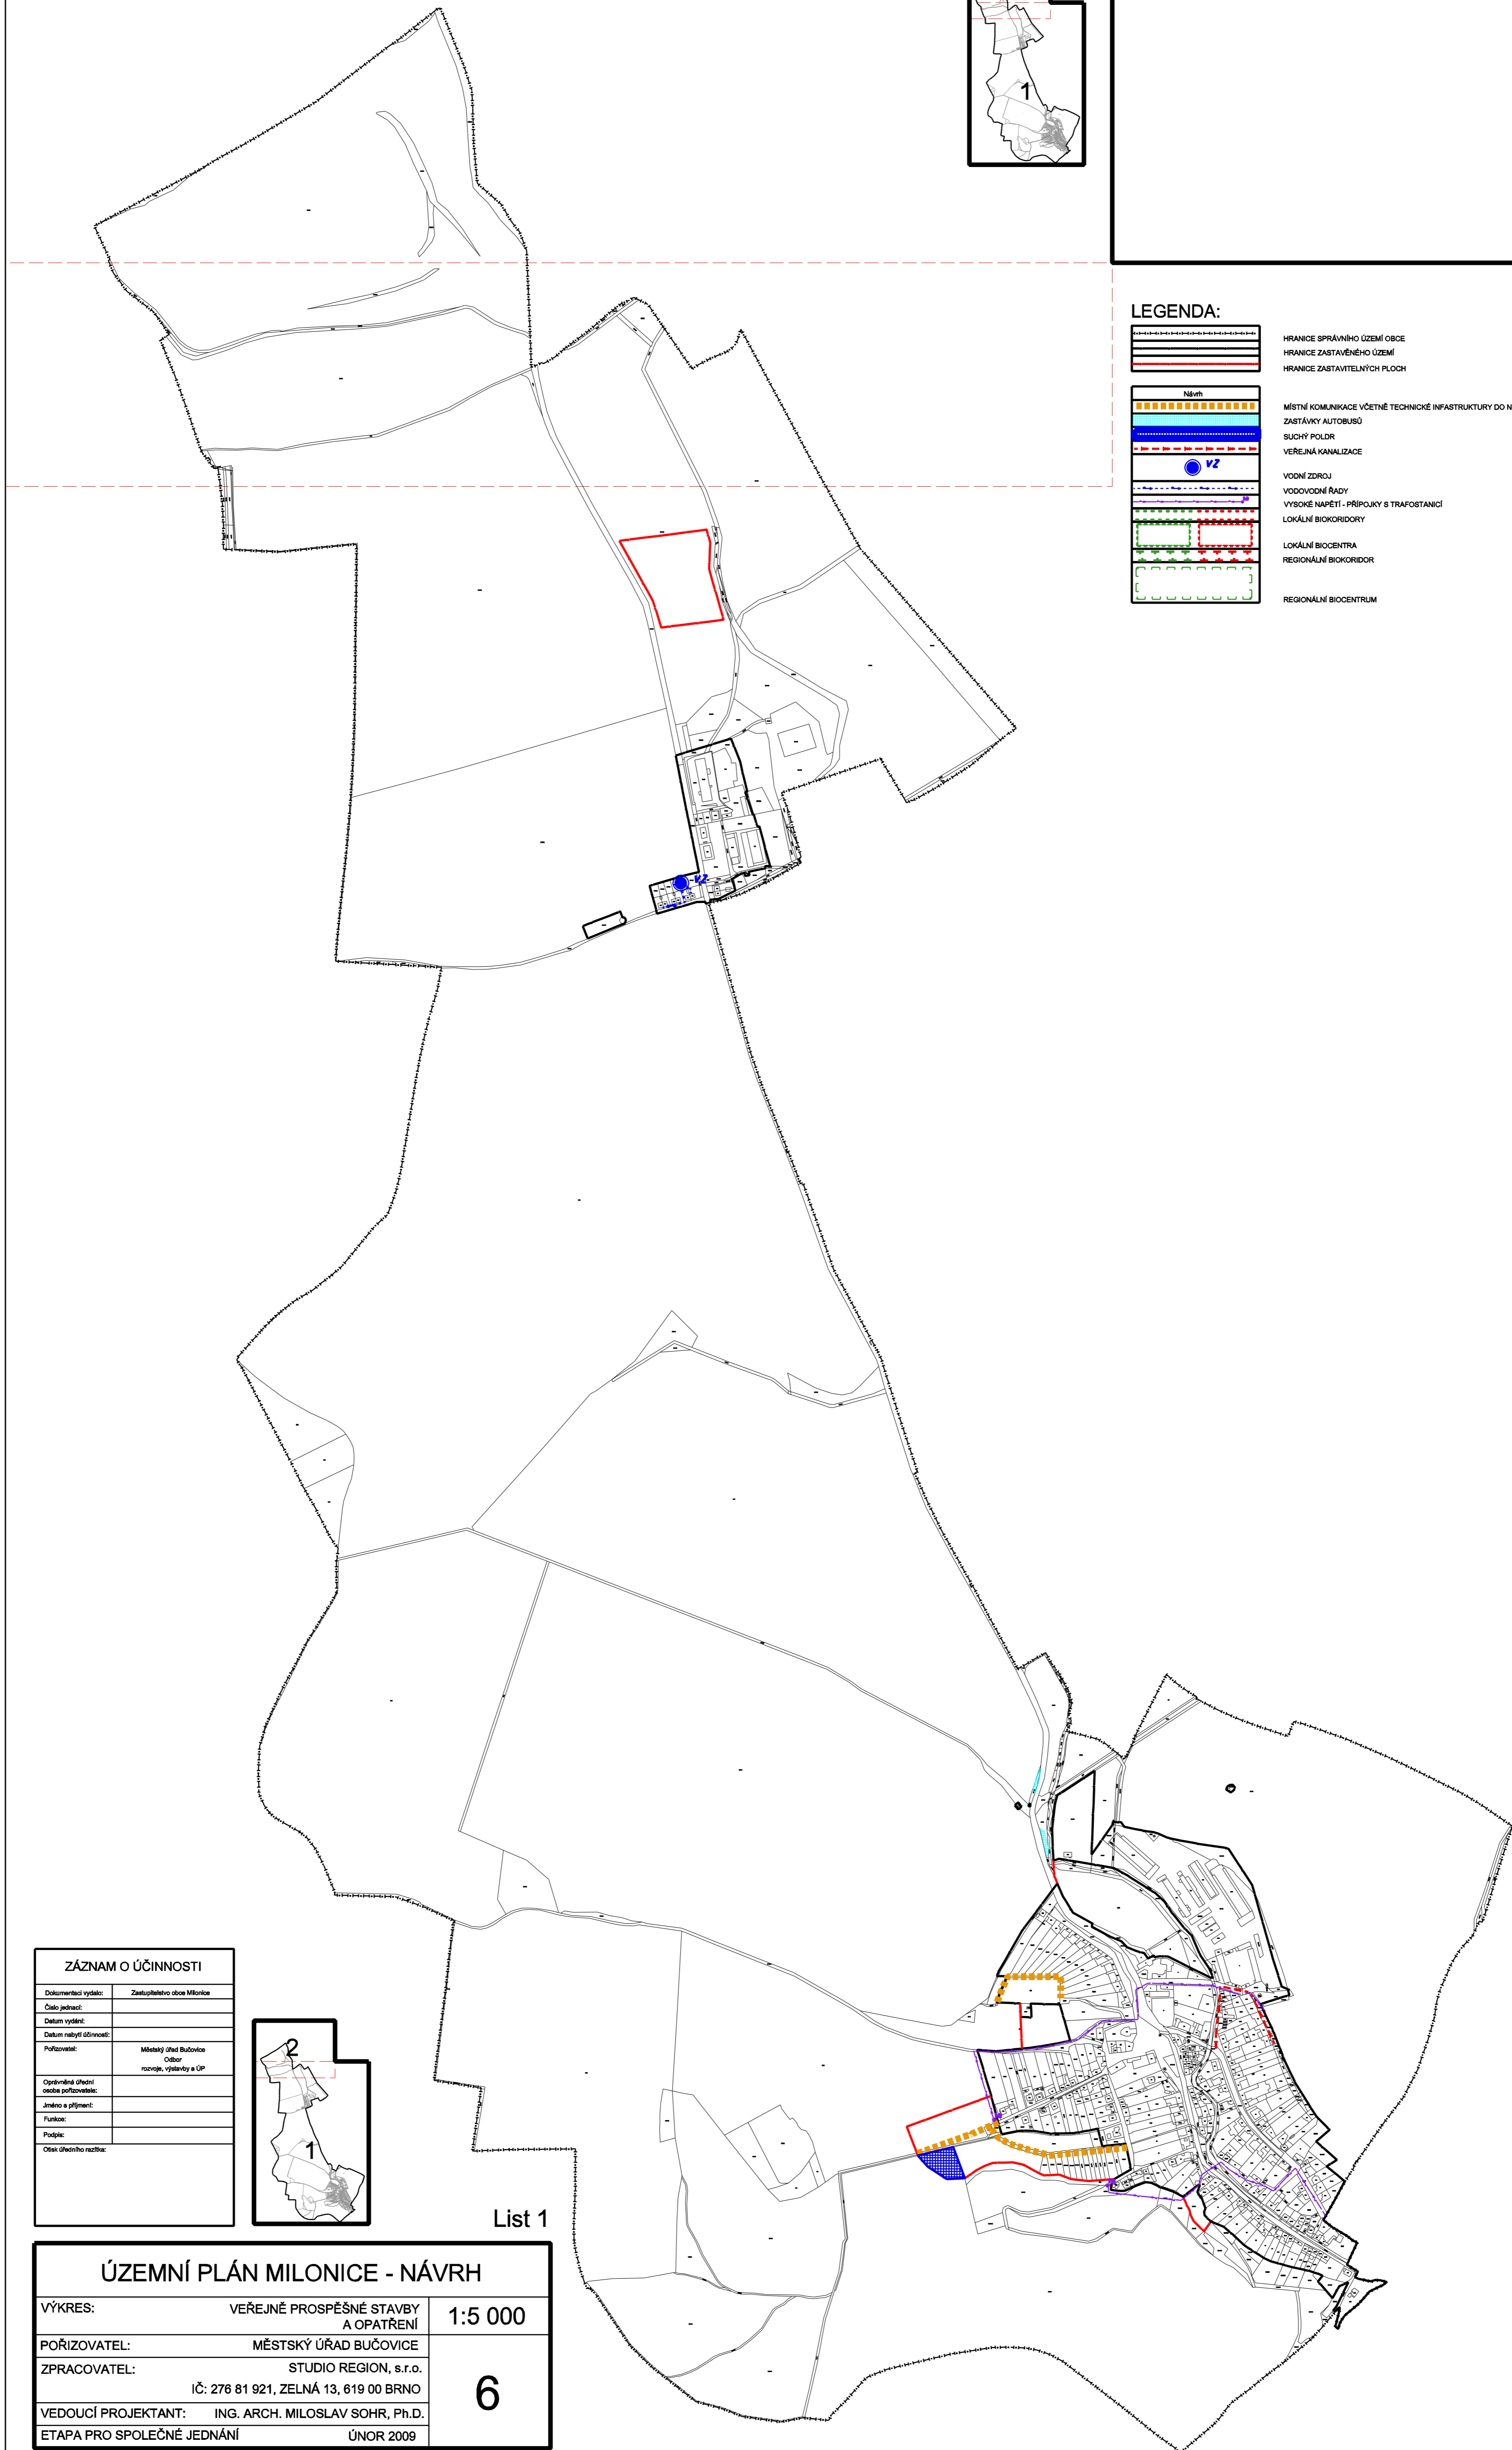 1
LEGENDA:
HRANICE SPRÁVNÍHO ÚZEMÍ OBCE
HRANICE ZASTAVĚNÉHO ÚZEMÍ
HRANICE ZASTAVITELNÝCH PLOCH
Návrh
MÍSTNÍ KOMUNIKACE VČETNĚ TECHNICKÉ INFASTRUKTURY DO N
ZASTÁVKY AUTOBUSŮ
SUCHÝ POLDR
VEŘEJNÁ KANALIZACE
VZ
VODNÍ ZDROJ
VODOVODNÍ ŘADY
VYSOKÉ NAPĚTÍ - PŘÍPOJKY S TRAFOSTANICÍ
LOKÁLNÍ BIOKORIDORY
LOKÁLNÍ BIOCENTRA
REGIONÁLNÍ BIOKORIDOR
REGIONÁLNÍ BIOCENTRUM
VZ
ZÁZNAM O ÚČINNOSTI
Dokumentaci vydalo: Zastupitelstvo obce Milonice
Číslo jednací:
Datum vydání:
Datum nabytí účinnosti:
Pořizovatel: Městský úřad Bučovice
Odbor
rozvoje, výstavby a ÚP
Oprávněná úřední
osoba pořizovatele:
Jméno a příjmení:
Funkce:
Podpis:
Otisk úředního razítka:
2
1
List 1
ÚZEMNÍ PLÁN MILONICE - NÁVRH
VÝKRES: VEŘEJNĚ PROSPĚŠNÉ STAVBY
A OPATŘENÍ
1:5 000
POŘIZOVATEL: MĚSTSKÝ ÚŘAD BUČOVICE
ZPRACOVATEL: STUDIO REGION, s.r.o.
IČ: 276 81 921, ZELNÁ 13, 619 00 BRNO
6
VEDOUCÍ PROJEKTANT: ING. ARCH. MILOSLAV SOHR, Ph.D.
ETAPA PRO SPOLEČNÉ JEDNÁNÍ ÚNOR 2009